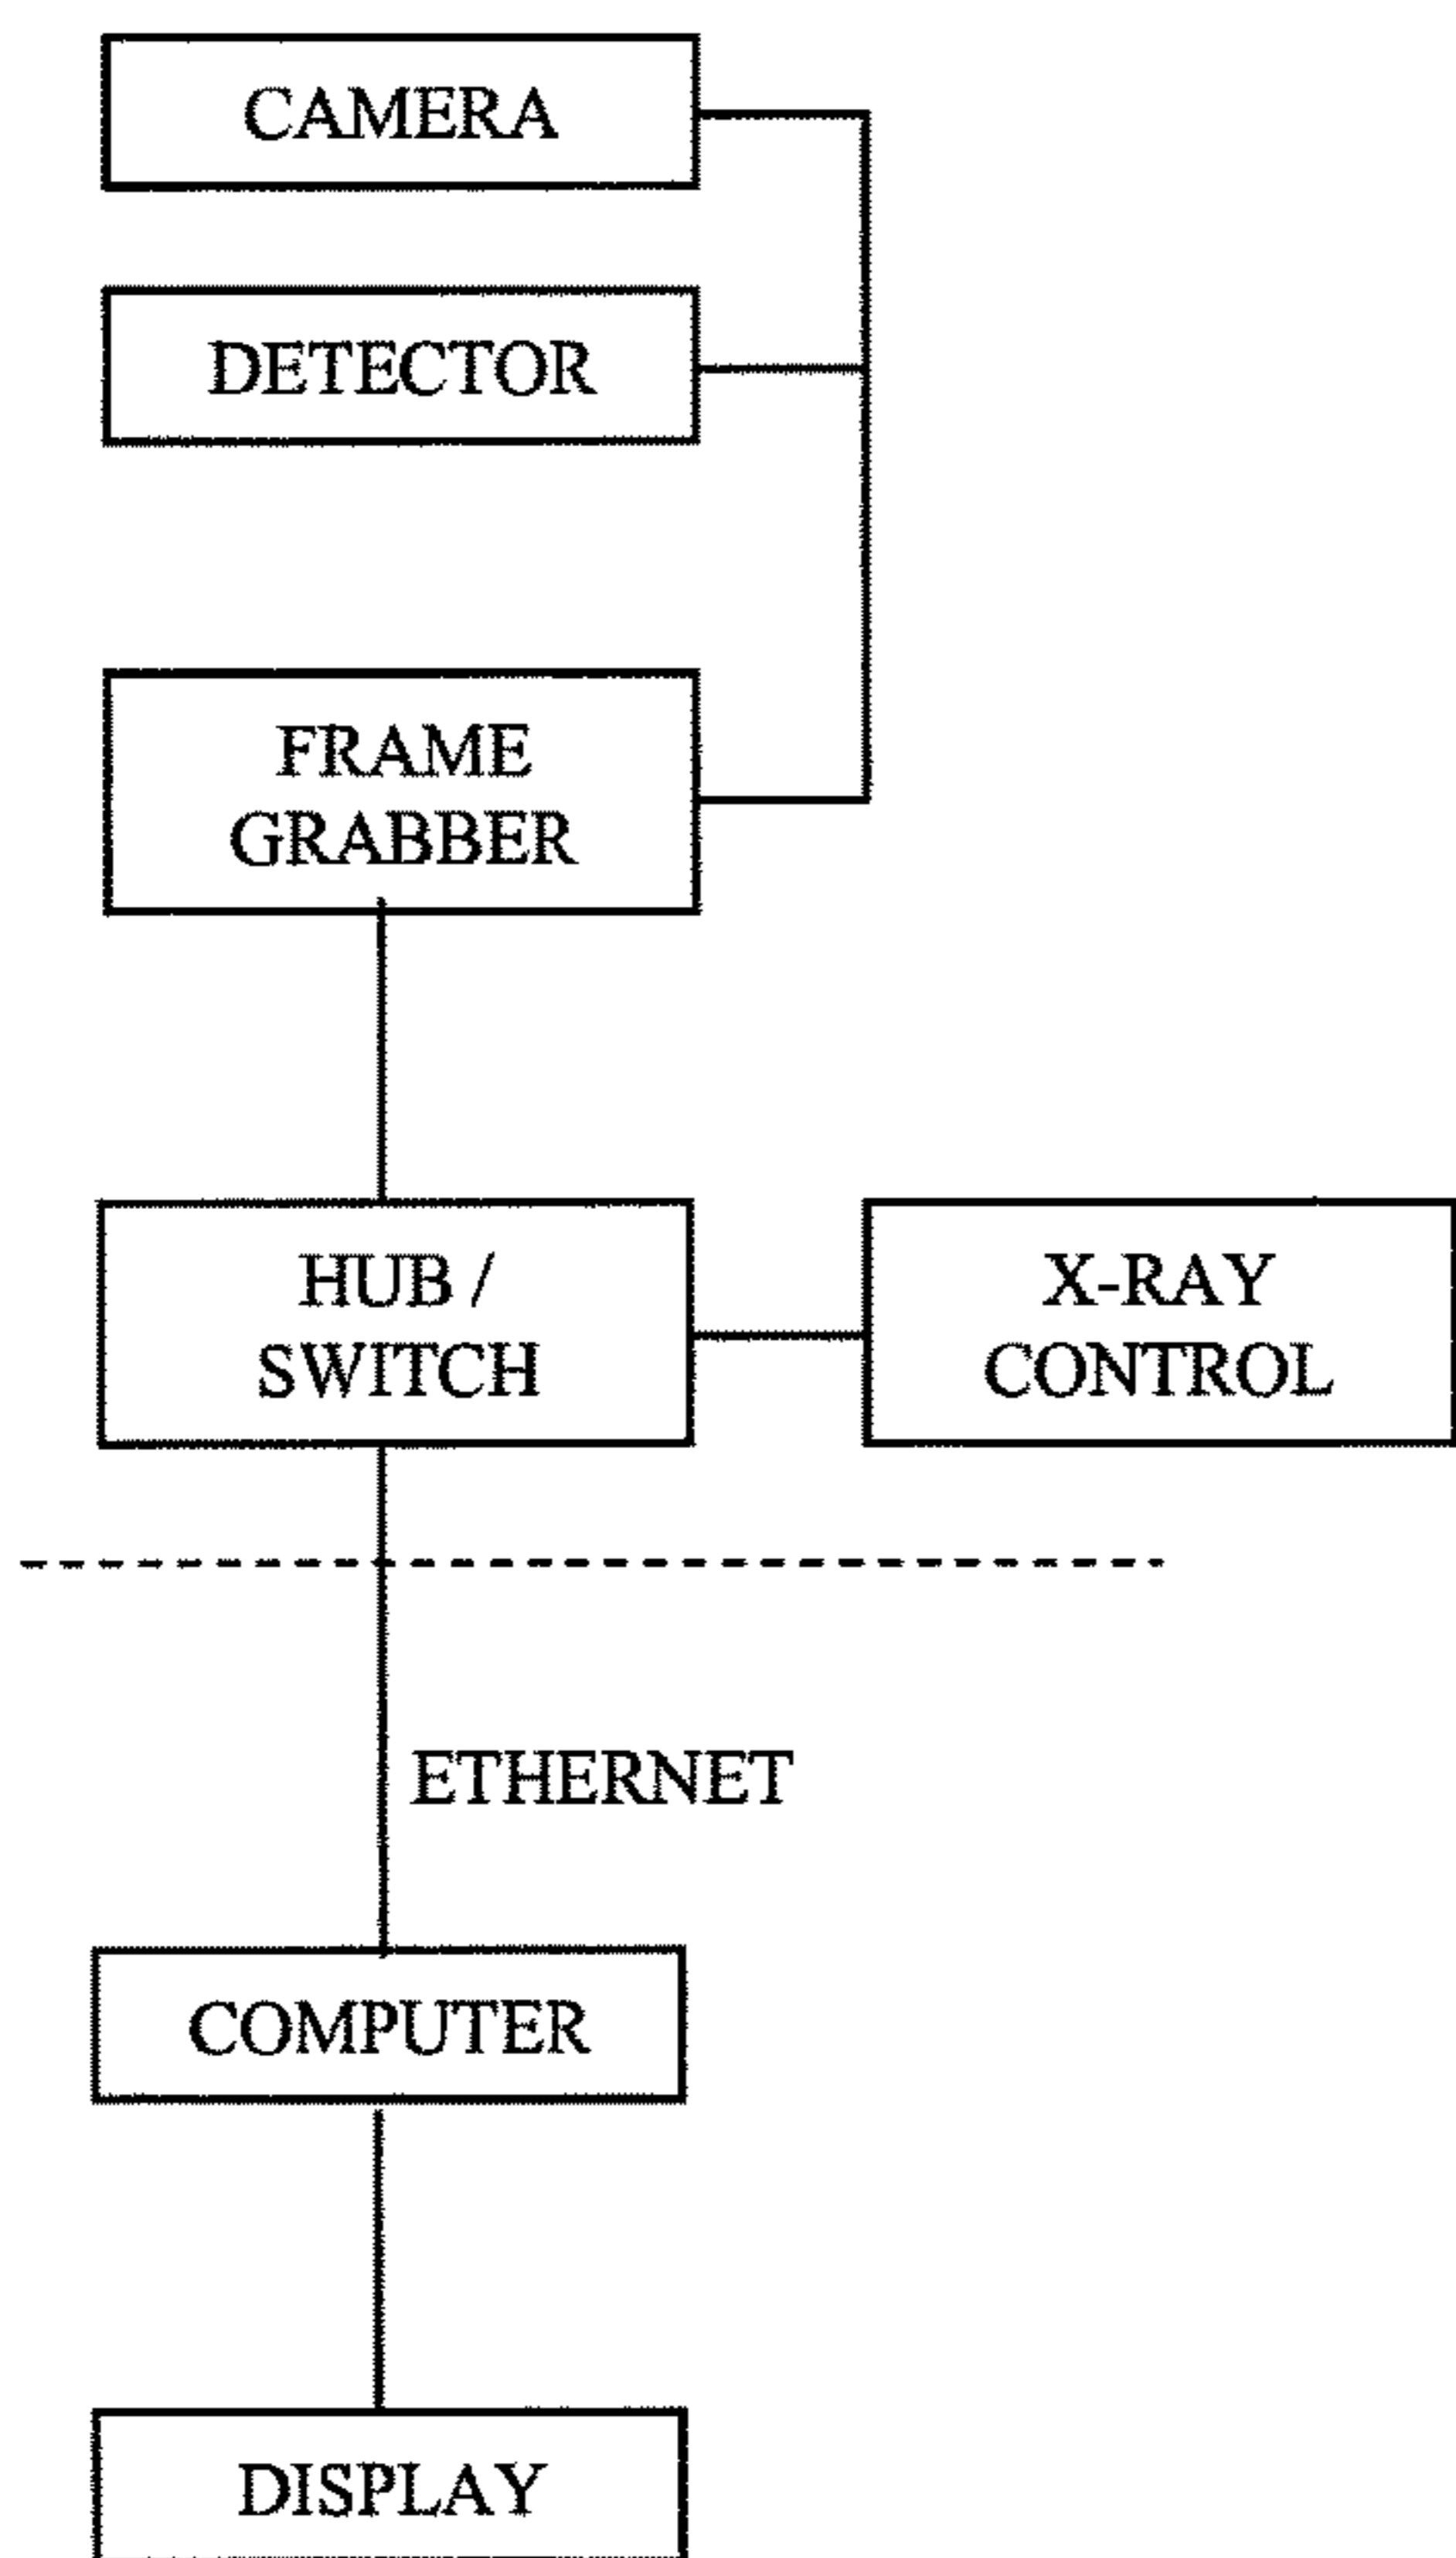 CAMERA
DETECTOR
FRAME
GRABBER
HUB /
SWITCH
X-RAY
CONTROL
ETHERNET
COMPUTER
DISPLAY